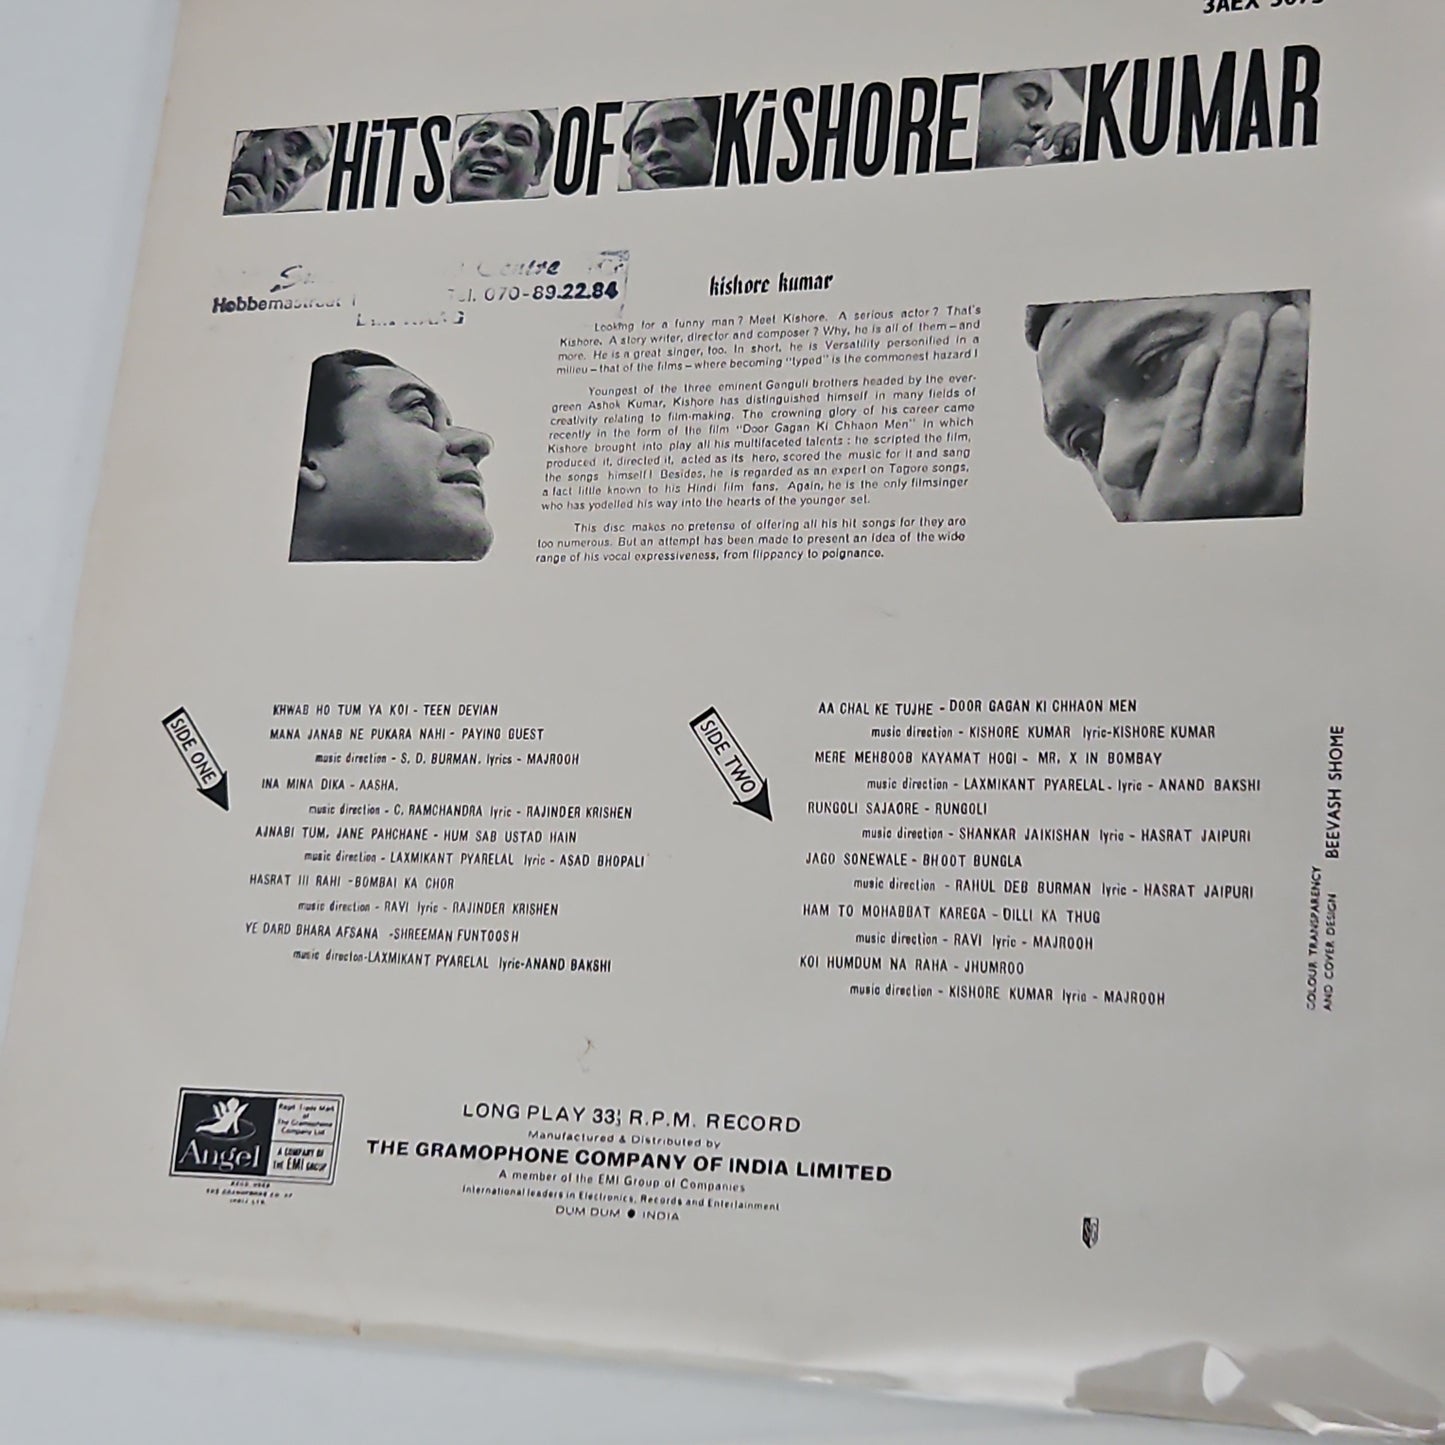 3AEX
HiTS OF KiSHORE KUMAR
Centre
Tel. 070-89.22.84
kishore kumar
Looking for a funny man? Meet Kishore. A serious actor? That's
Kishore. A story writer, director and composer? Why, he is all of them—and
more. He is a great singer, too. In short, he is Versatility personified in a
milieu—that of the films—where becoming "typed" is the commonest hazard!
Youngest of the three eminent Ganguli brothers headed by the ever-
green Ashok Kumar, Kishore has distinguished himself in many fields of
creativity relating to film-making. The crowning glory of his career came
recently in the form of the film "Door Gagan Ki Chhaon Men" in which
Kishore brought into play all his multifaceted talents : he scripted the film,
produced it, directed it, acted as its hero, scored the music for it and sang
the songs himself! Besides, he is regarded as an expert on Tagore songs,
a fact little known to his Hindi film fans. Again, he is the only filmsinger
who has yodelled his way into the hearts of the younger set.
This disc makes no pretense of offering all his hit songs for they are
too numerous. But an attempt has been made to present an idea of the wide
range of his vocal expressiveness, from flippancy to poignance.
SIDE ONE
KHWAB HO TUM YA KOI - TEEN DEVIAN
MANA JANAB NE PUKARA NAHI - PAYING GUEST
music direction - S. D. BURMAN. lyrics - MAJROOH
INA MINA DIKA - AASHA.
music direction - C. RAMCHANDRA lyric - RAJINDER KRISHEN
AJNABI TUM, JANE PAHCHANE - HUM SAB USTAD HAIN
music direction - LAXMIKANT PYARELAL lyric - ASAD BHOPALI
HASRAT III RAHI -BOMBAI KA CHOR
music direction - RAVI lyric - RAJINDER KRISHEN
YE DARD BHARA AFSANA -SHREEMAN FUNTOOSH
music direction-LAXMIKANT PYARELAL lyric-ANAND BAKSHI
SIDE TWO
AA CHAL KE TUJHE - DOOR GAGAN KI CHHAON MEN
music direction - KISHORE KUMAR lyric-KISHORE KUMAR
MERE MEHBOOB KAYAMAT HOGI - MR. X IN BOMBAY
music direction - LAXMIKANT PYARELAL. lyric - ANAND BAKSHI
RUNGOLI SAJAORE - RUNGOLI
music direction - SHANKAR JAIKISHAN lyric - HASRAT JAIPURI
JAGO SONEWALE - BHOOT BUNGLA
music direction - RAHUL DEB BURMAN lyric - HASRAT JAIPURI
HAM TO MOHABBAT KAREGA - DILLI KA THUG
music direction - RAVI lyric - MAJROOH
KOI HUMDUM NA RAHA - JHUMROO
music direction - KISHORE KUMAR lyric - MAJROOH
COLOUR TRANSPARENCY
AND COVER DESIGN BEEVASH SHOME
Angel
Regd Trade Mark
of
The Gramophone
Company Ltd
A COMPANY OF
THE EMI GROUP
REGD. USER
THE GRAMOPHONE CO OF
INDIA LTD.
LONG PLAY 33⅓ R.P.M. RECORD
Manufactured & Distributed by
THE GRAMOPHONE COMPANY OF INDIA LIMITED
A member of the EMI Group of Companies
International leaders in Electronics, Records and Entertainment
DUM DUM ● INDIA